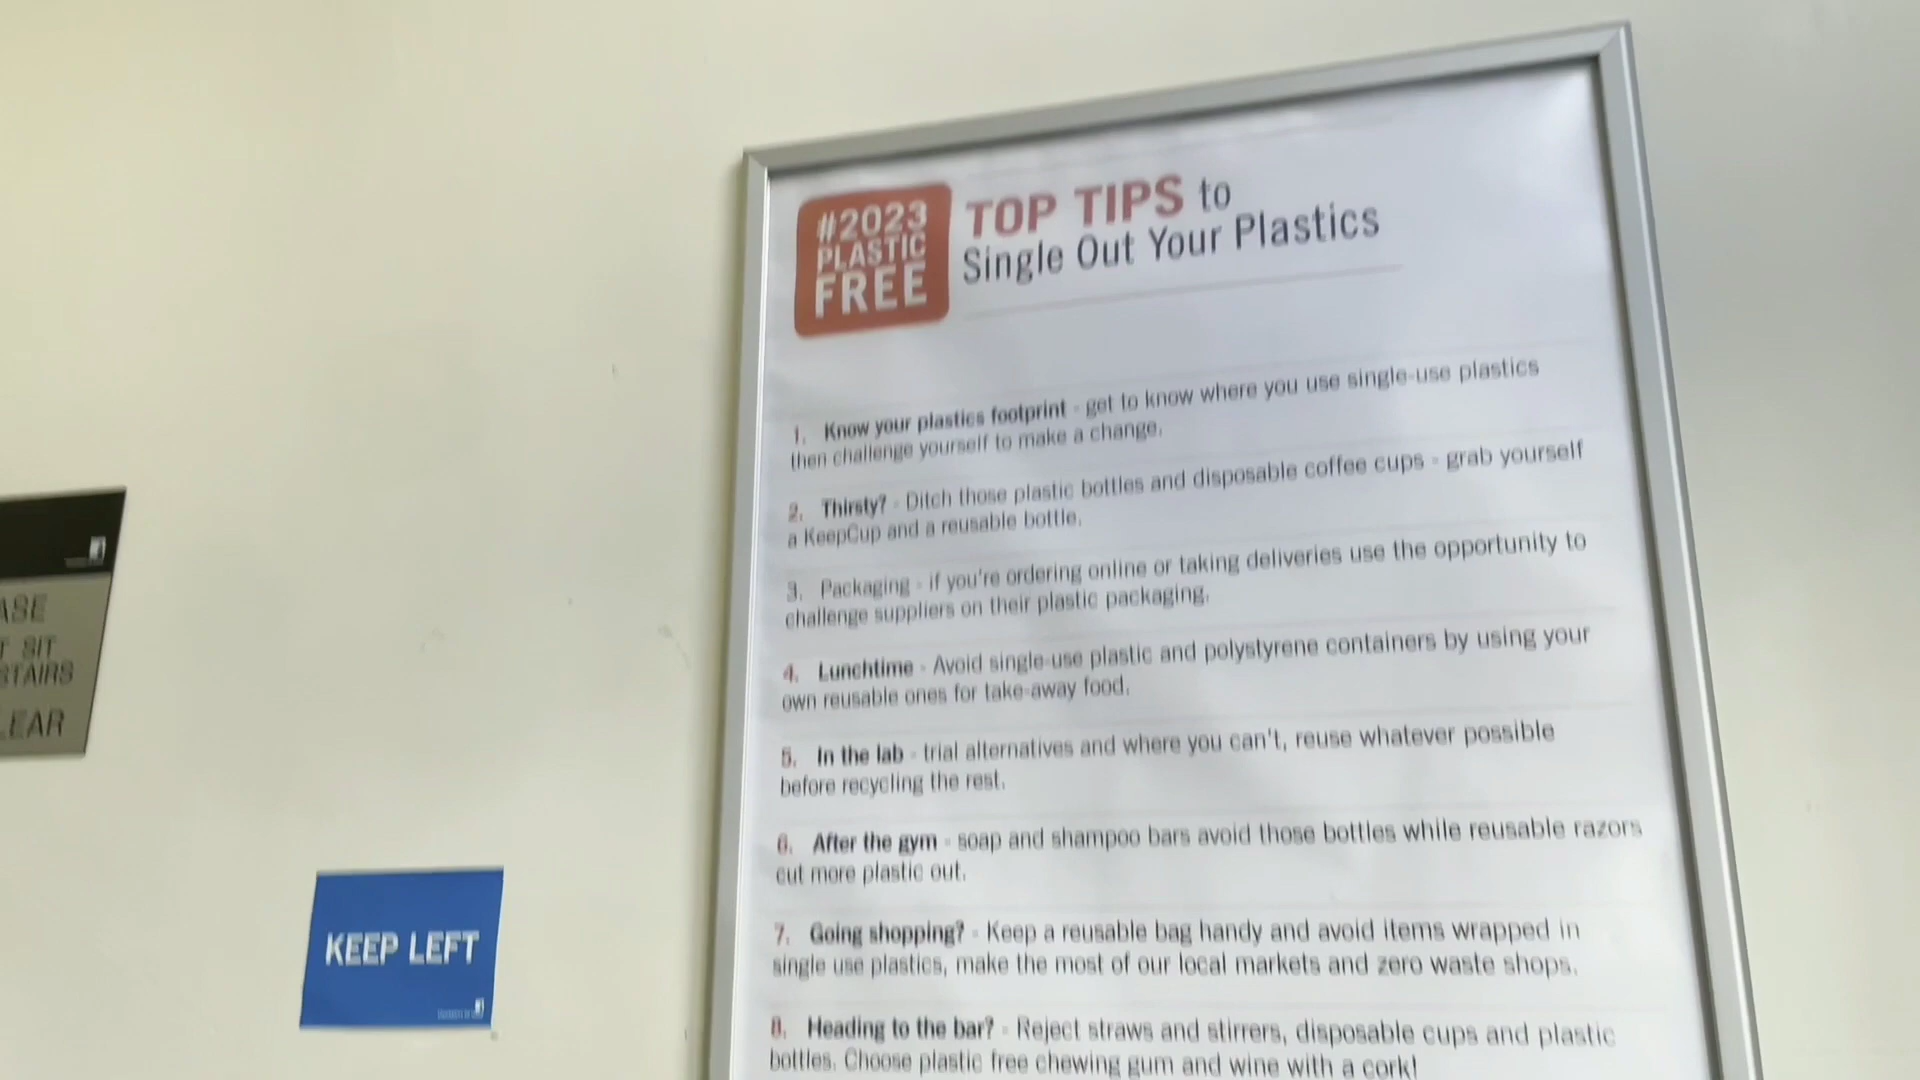 #2023
PLASTIC
FREE
TOP TIPS to
Single Out Your Plastics
1. Know your plastics footprint - get to know where you use single-use plastics
then challenge yourself to make a change.
2. Thirsty? - Ditch those plastic bottles and disposable coffee cups - grab yourself
a KeepCup and a reusable bottle.
3. Packaging - if you're ordering online or taking deliveries use the opportunity to
challenge suppliers on their plastic packaging.
4. Lunchtime - Avoid single-use plastic and polystyrene containers by using your
own reusable ones for take-away food.
5. In the lab - trial alternatives and where you can't, reuse whatever possible
before recycling the rest.
6. After the gym - soap and shampoo bars avoid those bottles while reusable razors
cut more plastic out.
7. Going shopping? - Keep a reusable bag handy and avoid items wrapped in
single use plastics, make the most of our local markets and zero waste shops.
8. Heading to the bar? - Reject straws and stirrers, disposable cups and plastic
bottles. Choose plastic free chewing gum and wine with a cork!
ASE
T SIT
STAIRS
LEAR
KEEP LEFT